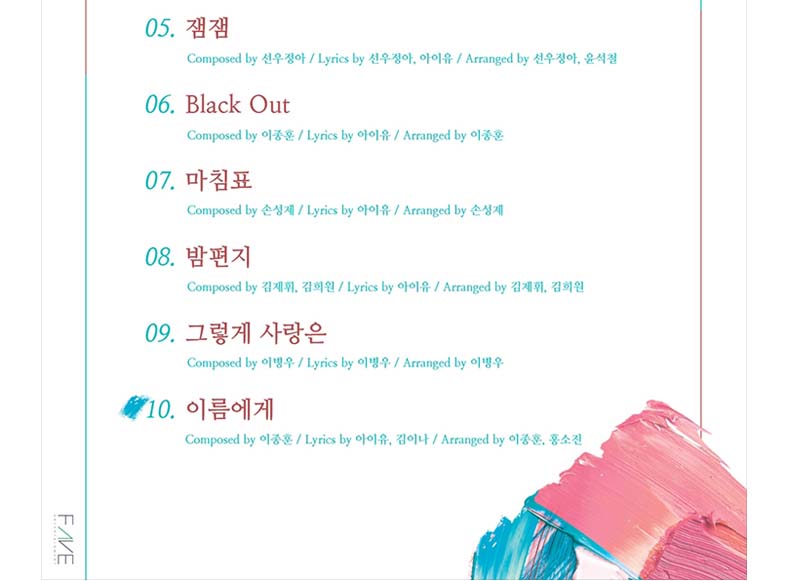 05. 잼잼
Composed by 선우정아 / Lyrics by 선우정아, 아이유 / Arranged by 선우정아, 윤석철
06. Black Out
Composed by 이종훈 / Lyrics by 아이유 / Arranged by 이종훈
07. 마침표
Composed by 손성제 / Lyrics by 아이유 / Arranged by 손성제
08. 밤편지
Composed by 김제휘, 김희원 / Lyrics by 아이유 / Arranged by 김제휘, 김희원
09. 그렇게 사랑은
Composed by 이병우 / Lyrics by 이병우 / Arranged by 이병우
10. 이름에게
Composed by 이종훈 / Lyrics by 아이유, 김이나 / Arranged by 이종훈, 홍소진
FAVE